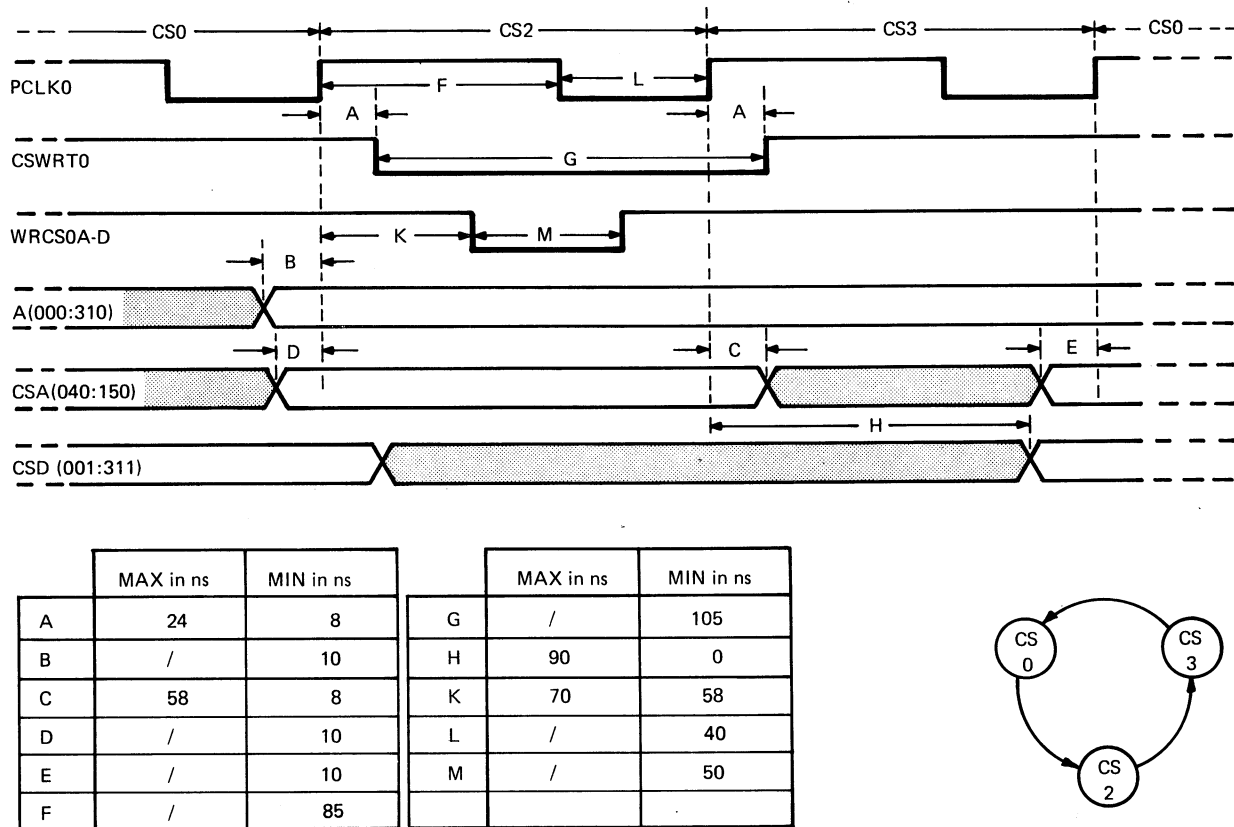 CS0 CS2 CS3 CS0
PCLK0
F L
A A
CSWRT0
G
WRCS0A-D
K M
B
A(000:310)
D C E
CSA(040:150)
H
CSD (001:311)
MAX in ns MIN in ns MAX in ns MIN in ns
A 24 8 G / 105
B / 10 H 90 0
C 58 8 K 70 58
D / 10 L / 40
E / 10 M / 50
F / 85
CS
0
CS
3
CS
2